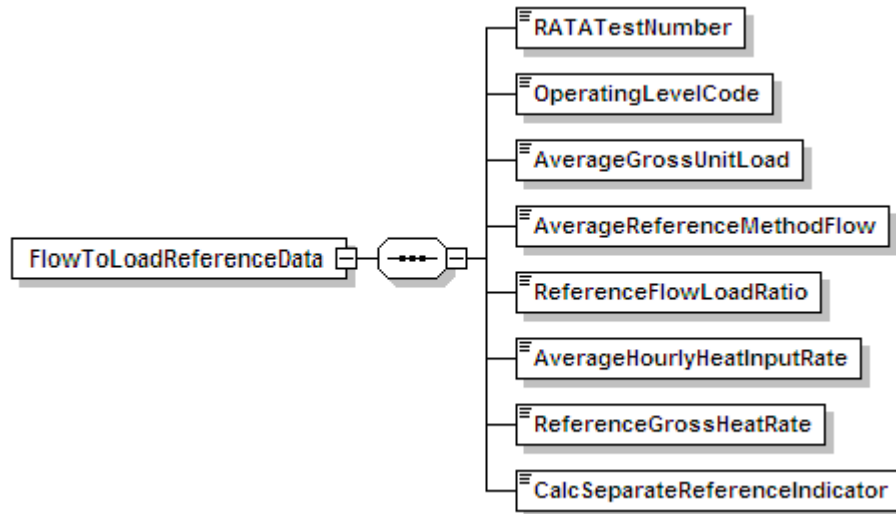 RATATestNumber
OperatingLevelCode
AverageGrossUnitLoad
AverageReferenceMethodFlow
FlowToLoadReferenceData
ReferenceFlowLoadRatio
AverageHourlyHeatInputRate
ReferenceGrossHeatRate
CalcSeparateReferenceIndicator